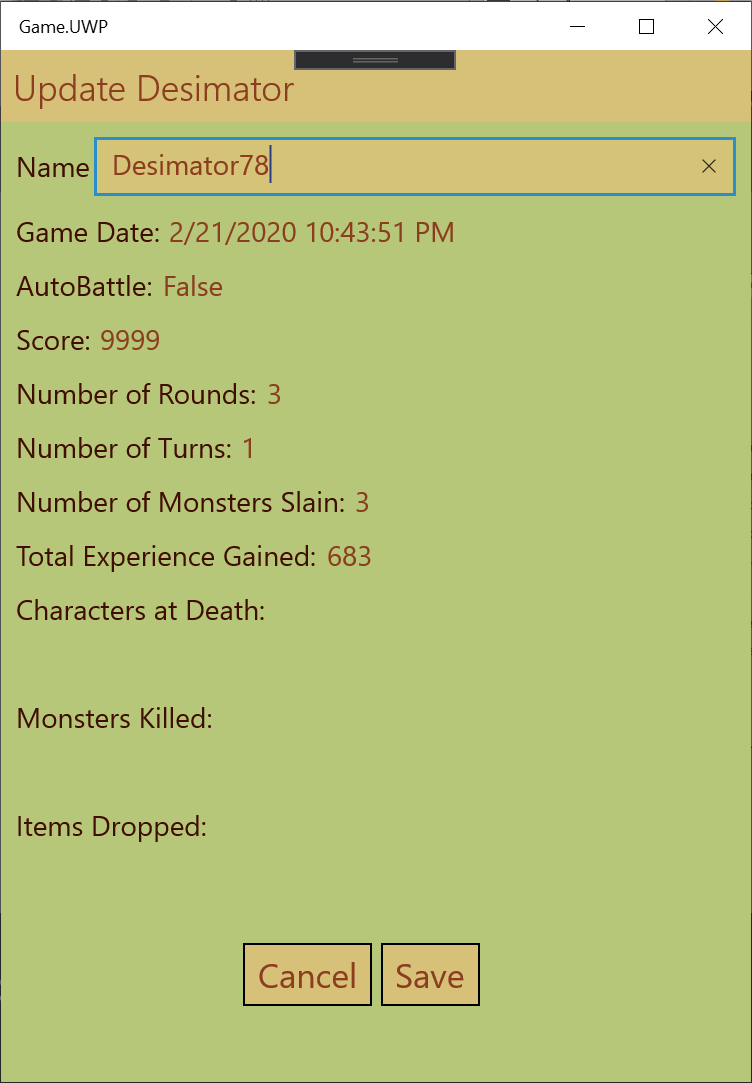 Game.UWP
Update Desimator
Name Desimator78
Game Date: 2/21/2020 10:43:51 PM
AutoBattle: False
Score: 9999
Number of Rounds: 3
Number of Turns: 1
Number of Monsters Slain: 3
Total Experience Gained: 683
Characters at Death:
Monsters Killed:
Items Dropped:
Cancel Save